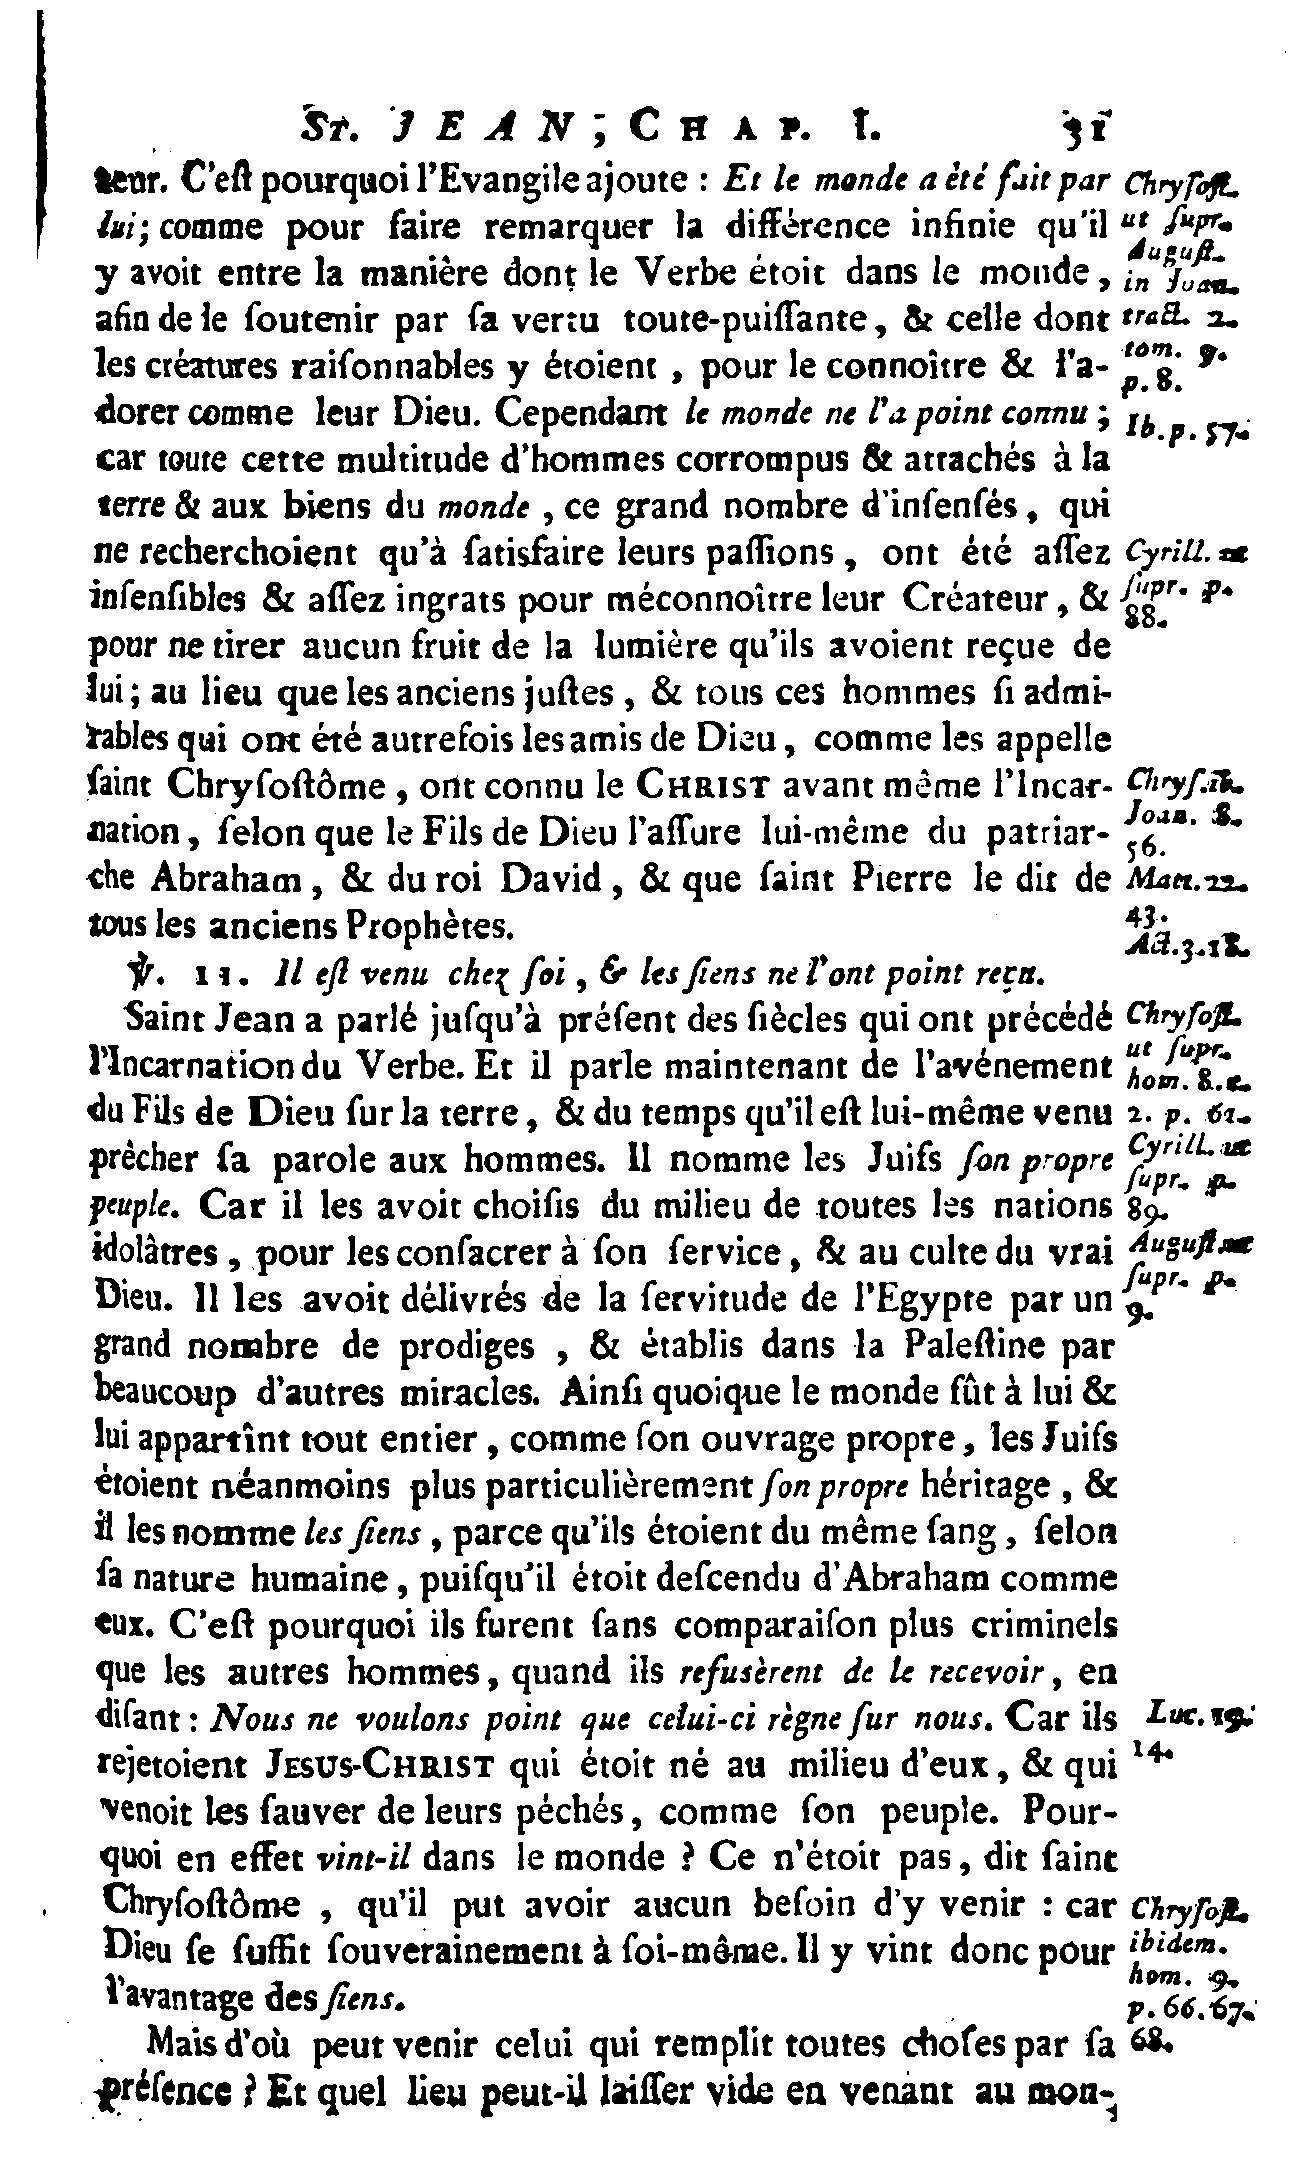 St. JEAN, CHAP. I. 31
teur. C'eſt pourquoi l'Evangile ajoute : Et le monde a été fait par
lui; comme pour faire remarquer la différence infinie qu'il
y avoit entre la manière dont le Verbe étoit dans le monde,
afin de le ſoutenir par ſa vertu toute-puiſſante, & celle dont
les créatures raiſonnables y étoient, pour le connoître & l'a-
dorer comme leur Dieu. Cependant le monde ne l'a point connu;
car toute cette multitude d'hommes corrompus & attachés à la
terre & aux biens du monde, ce grand nombre d'inſenſés, qui
ne recherchoient qu'à ſatisfaire leurs paſſions, ont été aſſez
inſenſibles & aſſez ingrats pour méconnoître leur Créateur, &
pour ne tirer aucun fruit de la lumière qu'ils avoient reçue de
lui; au lieu que les anciens juſtes, & tous ces hommes ſi admi-
rables qui ont été autrefois les amis de Dieu, comme les appelle
ſaint Chryſoſtôme, ont connu le CHRIST avant même l'Incar-
nation, ſelon que le Fils de Dieu l'aſſure lui-même du patriar-
che Abraham, & du roi David, & que ſaint Pierre le dit de
tous les anciens Prophètes.
℣. 11. Il eſt venu chez ſoi, & les ſiens ne l'ont point reçu.
Saint Jean a parlé juſqu'à préſent des ſiècles qui ont précédé
l'Incarnation du Verbe. Et il parle maintenant de l'avénement
du Fils de Dieu ſur la terre, & du temps qu'il eſt lui-même venu
prêcher ſa parole aux hommes. Il nomme les Juifs ſon propre
peuple. Car il les avoit choiſis du milieu de toutes les nations
idolâtres, pour les conſacrer à ſon ſervice, & au culte du vrai
Dieu. Il les avoit délivrés de la ſervitude de l'Egypte par un
grand nombre de prodiges, & établis dans la Paleſtine par
beaucoup d'autres miracles. Ainſi quoique le monde fût à lui &
lui appartînt tout entier, comme ſon ouvrage propre, les Juifs
étoient néanmoins plus particulièrement ſon propre héritage, &
il les nomme les ſiens, parce qu'ils étoient du même ſang, ſelon
ſa nature humaine, puiſqu'il étoit deſcendu d'Abraham comme
eux. C'eſt pourquoi ils furent ſans comparaiſon plus criminels
que les autres hommes, quand ils refusèrent de le recevoir, en
diſant : Nous ne voulons point que celui-ci règne ſur nous. Car ils
rejetoient JESUS-CHRIST qui étoit né au milieu d'eux, & qui
venoit les ſauver de leurs péchés, comme ſon peuple. Pour-
quoi en effet vint-il dans le monde ? Ce n'étoit pas, dit ſaint
Chryſoſtôme, qu'il put avoir aucun beſoin d'y venir : car
Dieu ſe ſuffit ſouverainement à ſoi-même. Il y vint donc pour
l'avantage des ſiens.
Mais d'où peut venir celui qui remplit toutes choſes par ſa
préſence ? Et quel lieu peut-il laiſſer vide en venant au mon-
Chryſoſt.
ut ſupr.
Auguſt.
in Joan.
tract. 2.
tom. 9.
p. 8.
Ib. p. 57.
Cyrill. ut
ſupr. p.
88.
Chryſ. ib.
Joan. 8.
56.
Matt. 22.
43.
Act. 3. 18.
Chryſoſt.
ut ſupr.
hom. 8.
2. p. 62.
Cyrill. ut
ſupr. p.
89.
Auguſt. ut
ſupr. p.
9.
Luc. 19.
14.
Chryſoſt.
ibidem.
hom. 9.
p. 66. 67.
68.